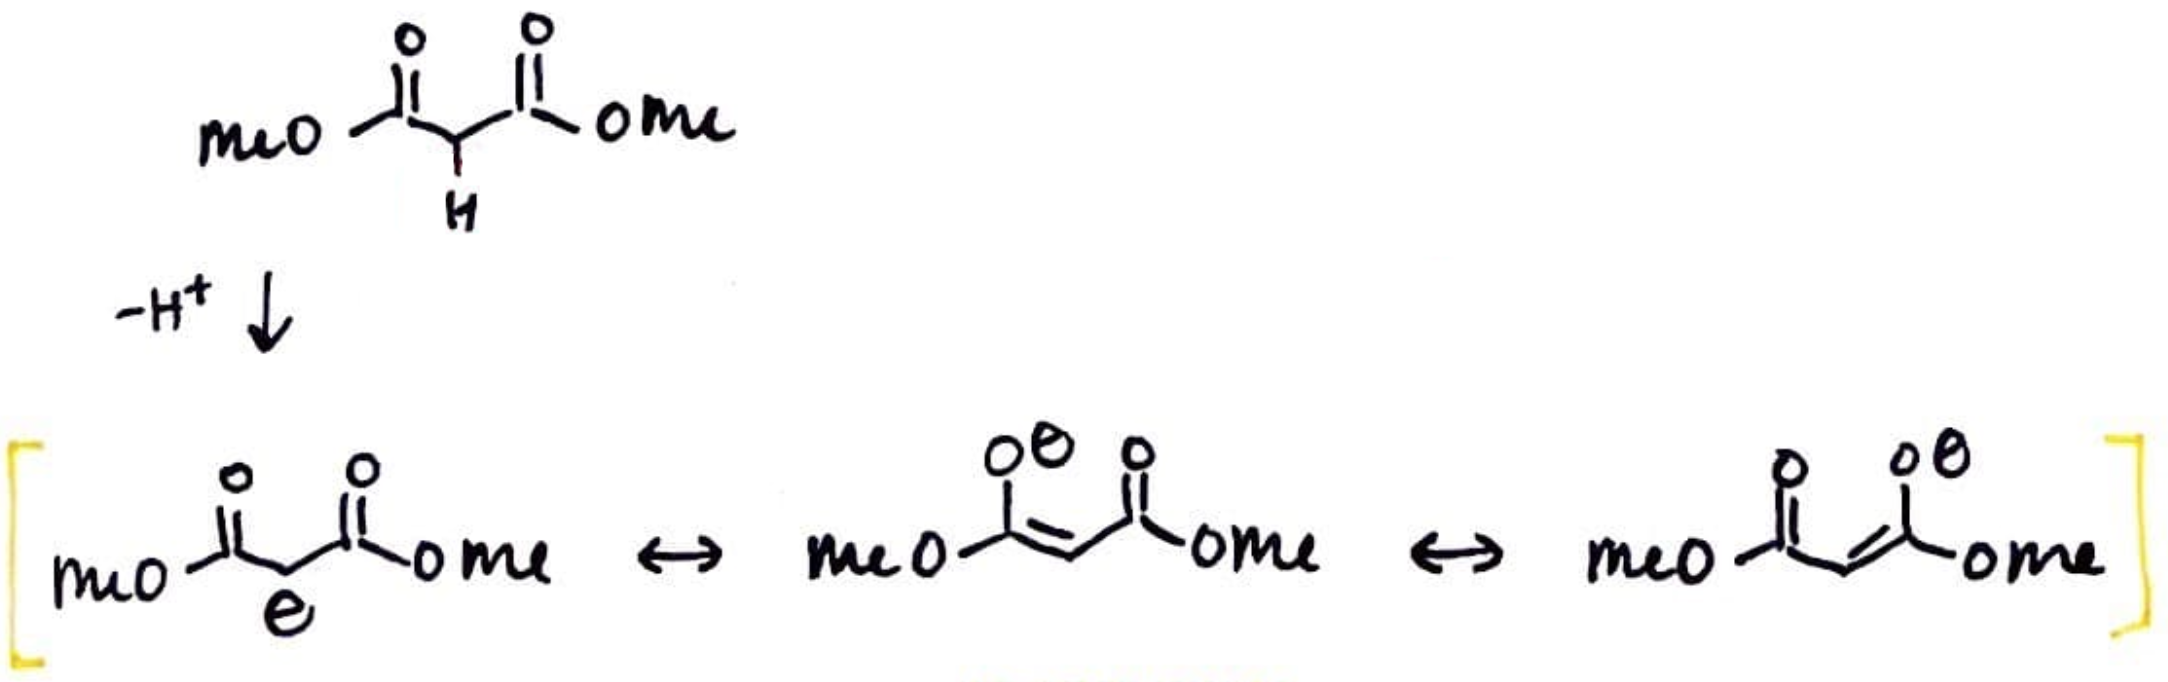 O O
MeO OMe
H
-H⁺ ↓
[ O O O⊖ O O O⊖ ]
MeO ⊖ OMe ↔ MeO OMe ↔ MeO OMe